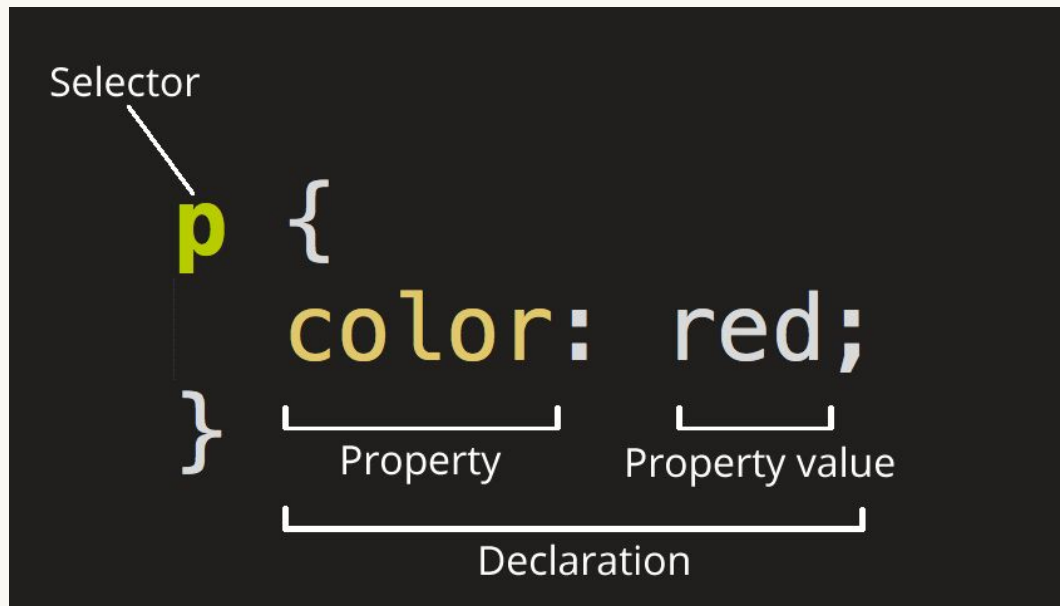 Selector
p {
color: red;
}
Property
Property value
Declaration